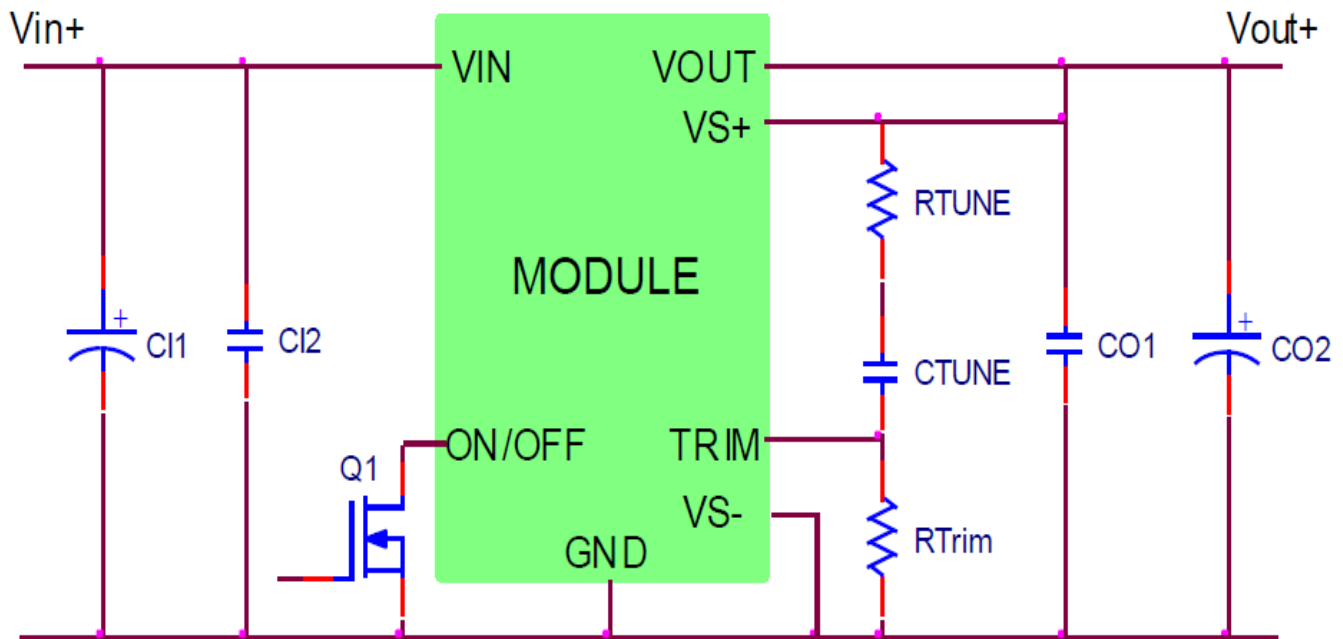 Vin+
Vout+
VIN
VOUT
VS+
RTUNE
MODULE
+
CI1
CI2
CTUNE
CO1
+
CO2
ON/OFF
TRIM
Q1
VS-
RTrim
GND